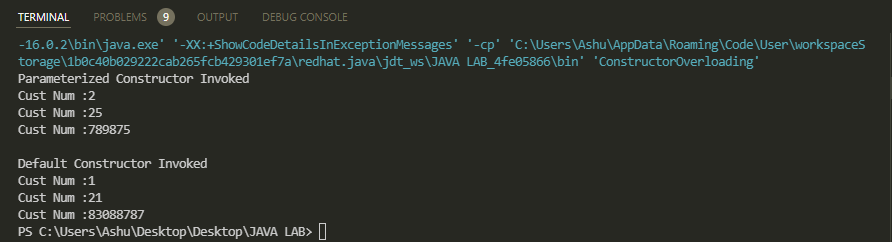 TERMINAL PROBLEMS 9 OUTPUT DEBUG CONSOLE
-16.0.2\bin\java.exe' '-XX:+ShowCodeDetailsInExceptionMessages' '-cp' 'C:\Users\Ashu\AppData\Roaming\Code\User\workspaceS
torage\1b0c40b029222cab265fcb429301ef7a\redhat.java\jdt_ws\JAVA LAB_4fe05866\bin' 'ConstructorOverloading'
Parameterized Constructor Invoked
Cust Num :2
Cust Num :25
Cust Num :789875
Default Constructor Invoked
Cust Num :1
Cust Num :21
Cust Num :83088787
PS C:\Users\Ashu\Desktop\Desktop\JAVA LAB>